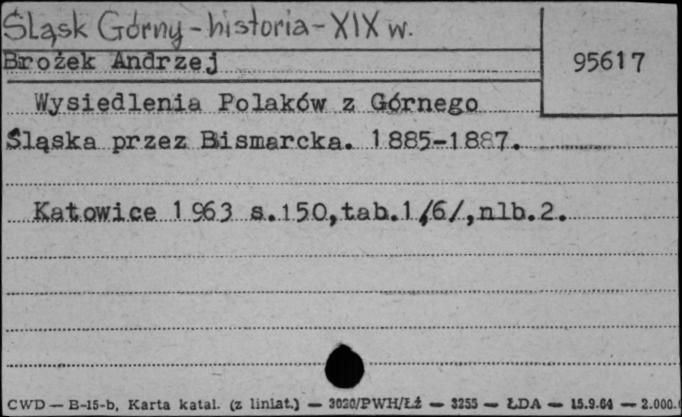 Śląsk Górny - historia - XIX w.
Brożek Andrzej
95617
Wysiedlenia Polaków z Górnego
Śląska przez Bismarcka. 1885-1887.
Katowice 1963 s.150,tab.1/6/,nlb.2.
CWD — B-15-b, Karta katal. (z liniat.) — 3020/PWH/Łź — 3255 — ŁDA — 15.9.64 — 2.000.